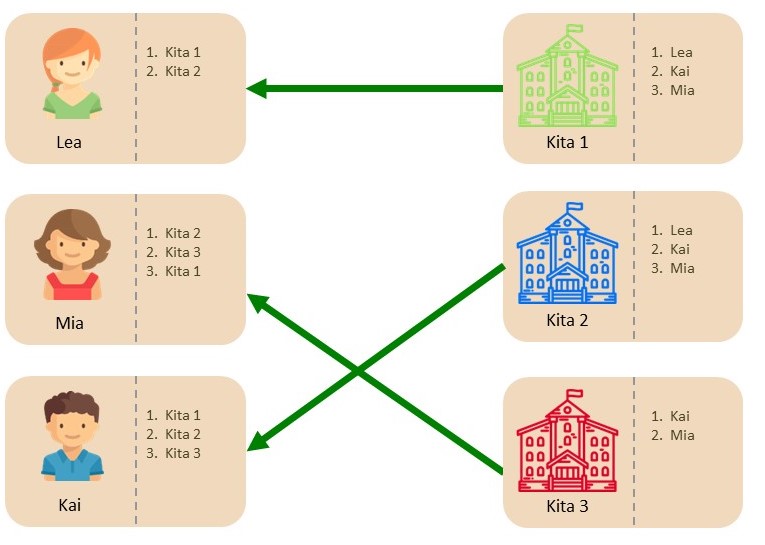 1. Kita 1
2. Kita 2
Lea
1. Lea
2. Kai
3. Mia
Kita 1
1. Kita 2
2. Kita 3
3. Kita 1
Mia
1. Lea
2. Kai
3. Mia
Kita 2
1. Kita 1
2. Kita 2
3. Kita 3
Kai
1. Kai
2. Mia
Kita 3